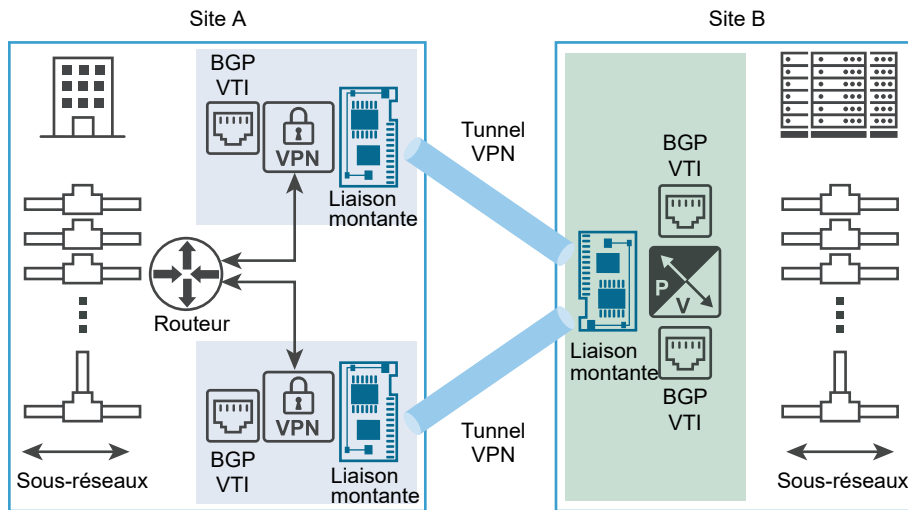 Site A
Site B
BGP
VTI
VPN
Liaison
montante
Routeur
VPN
BGP
VTI
Liaison
montante
Sous-réseaux
Tunnel
VPN
Tunnel
VPN
BGP
VTI
P
V
Liaison
montante
BGP
VTI
Sous-réseaux